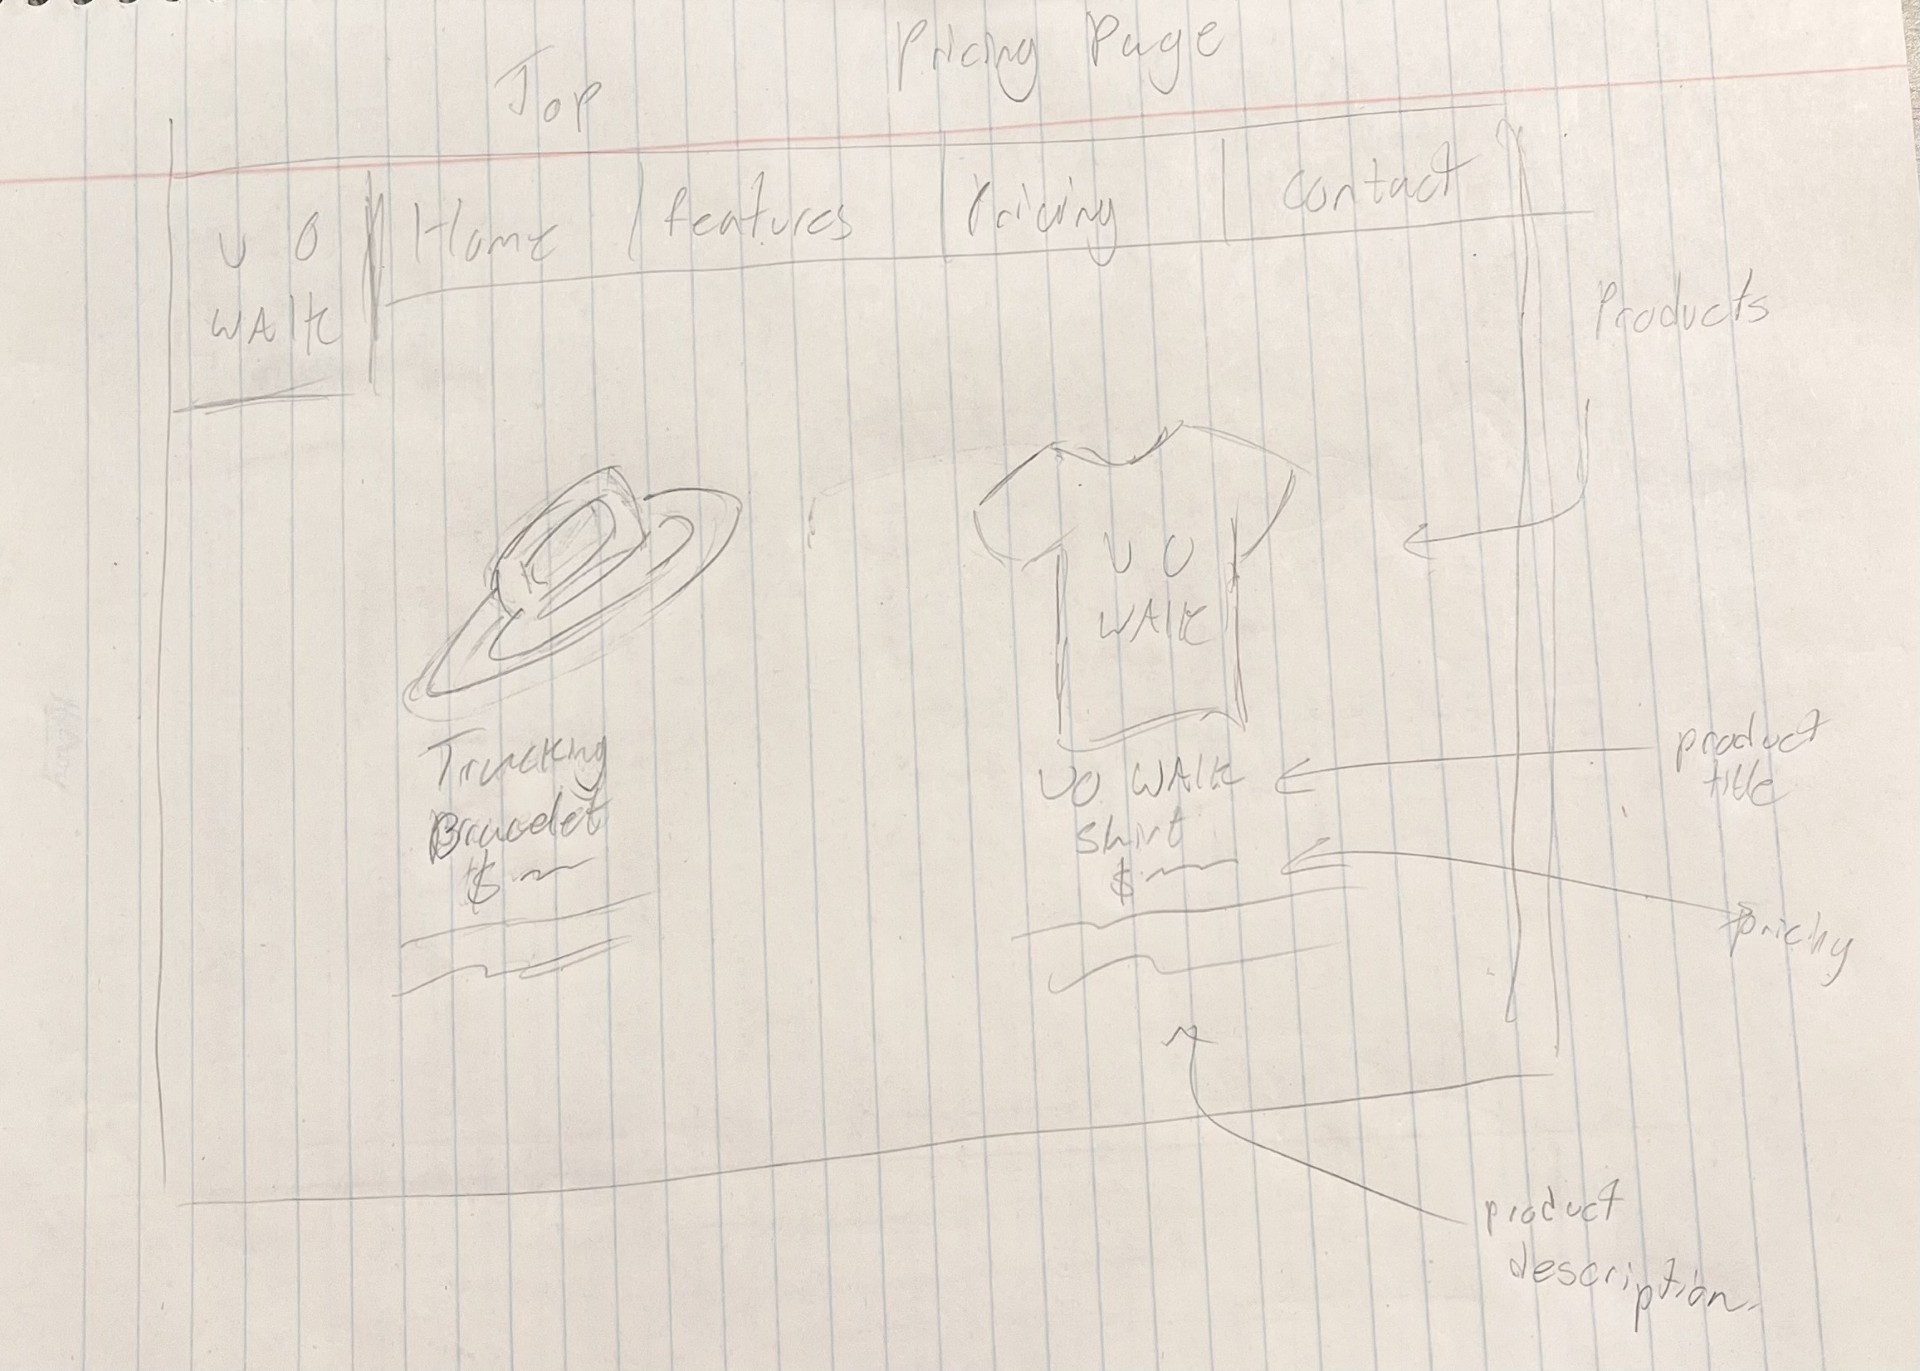 Pricing Page
Top
U O
WALK
Home
features
Pricing
contact
Products
U O
WALK
Tracking
Bracelet
$
UO WALK
shirt
$
product
title
pricing
product
description.